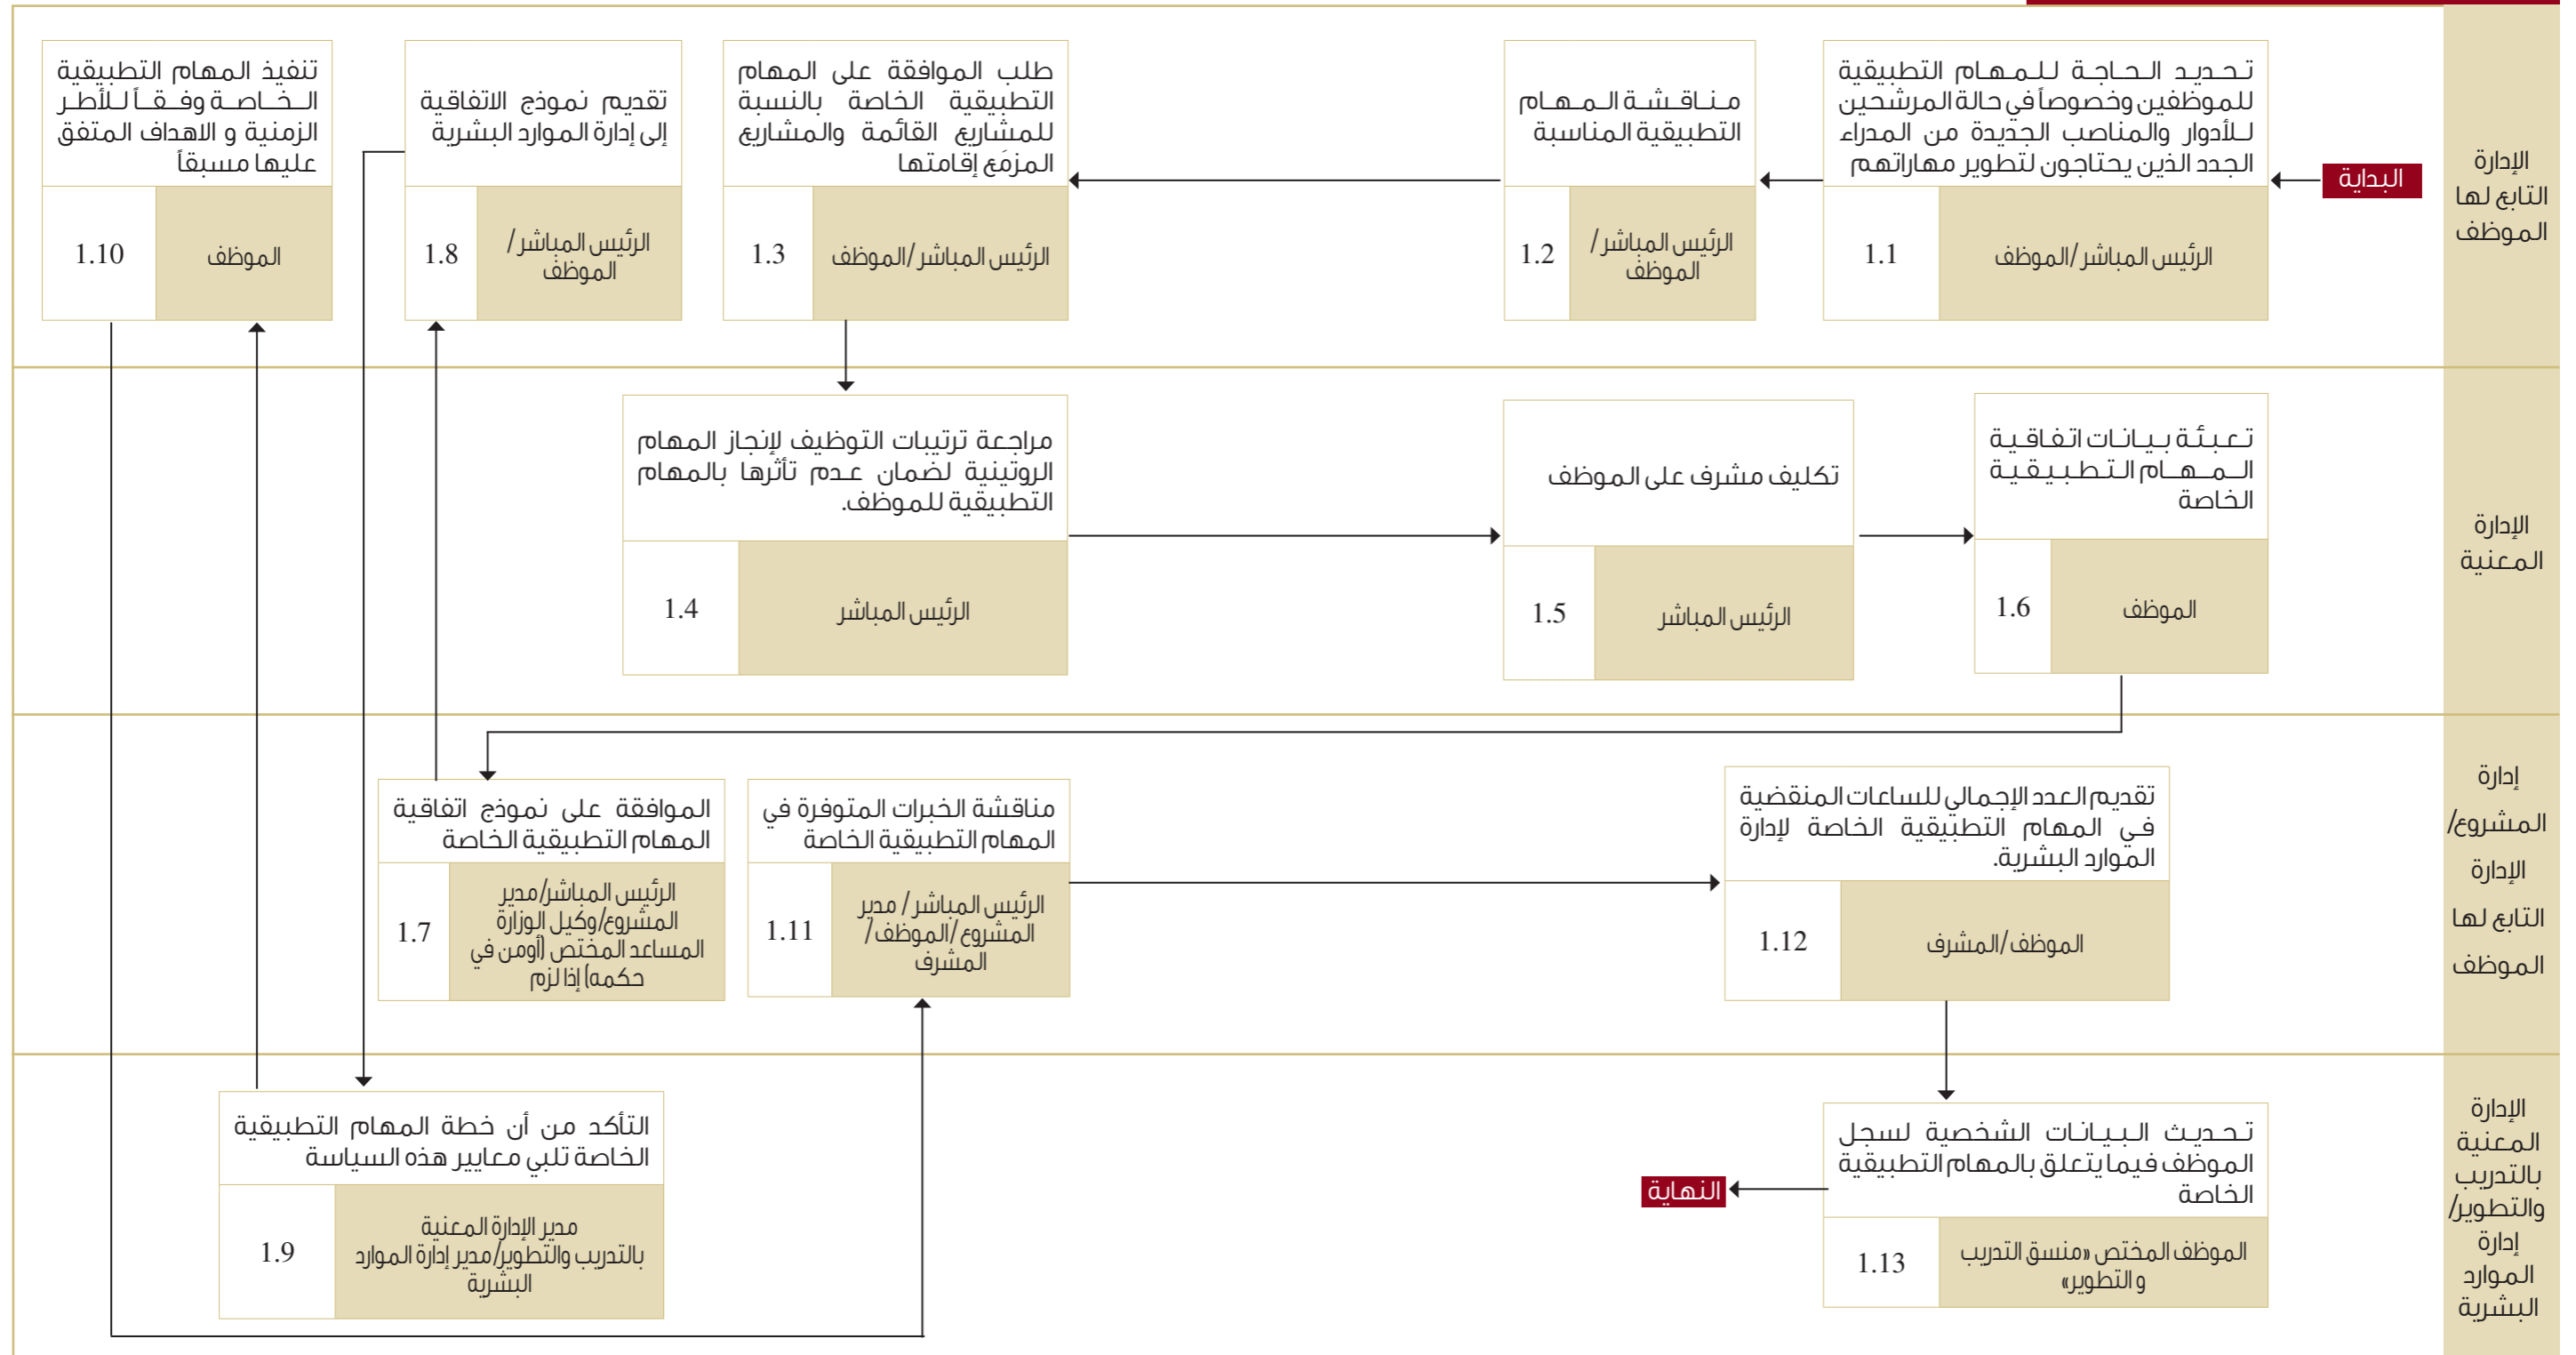 الإدارة
التابع لها
الموظف
البداية
تحديد الحاجة للمهام التطبيقية
للموظفين وخصوصاً في حالة المرشحين
للأدوار والمناصب الجديدة من المدراء
الجدد الذين يحتاجون لتطوير مهاراتهم
الرئيس المباشر/الموظف
1.1
مناقشة المهام
التطبيقية المناسبة
الرئيس المباشر/
الموظف
1.2
طلب الموافقة على المهام
التطبيقية الخاصة بالنسبة
للمشاريع القائمة والمشاريع
المزمَع إقامتها
الرئيس المباشر/الموظف
1.3
تقديم نموذج الاتفاقية
إلى إدارة الموارد البشرية
الرئيس المباشر/
الموظف
1.8
تنفيذ المهام التطبيقية
الخاصة وفقاً للأطر
الزمنية و الاهداف المتفق
عليها مسبقاً
الموظف
1.10
الإدارة
المعنية
تعبئة بيانات اتفاقية
المهام التطبيقية
الخاصة
الموظف
1.6
تكليف مشرف على الموظف
الرئيس المباشر
1.5
مراجعة ترتيبات التوظيف لإنجاز المهام
الروتينية لضمان عدم تأثرها بالمهام
التطبيقية للموظف.
الرئيس المباشر
1.4
إدارة
المشروع/
الإدارة
التابع لها
الموظف
تقديم العدد الإجمالي للساعات المنقضية
في المهام التطبيقية الخاصة لإدارة
الموارد البشرية.
الموظف/المشرف
1.12
مناقشة الخبرات المتوفرة في
المهام التطبيقية الخاصة
الرئيس المباشر/ مدير
المشروع/الموظف/
المشرف
1.11
الموافقة على نموذج اتفاقية
المهام التطبيقية الخاصة
الرئيس المباشر/مدير
المشروع/وكيل الوزارة
المساعد المختص (أومن في
حكمه) إذا لزم
1.7
الإدارة
المعنية
بالتدريب
والتطوير/
إدارة
الموارد
البشرية
تحديث البيانات الشخصية لسجل
الموظف فيما يتعلق بالمهام التطبيقية
الخاصة
الموظف المختص «منسق التدريب
و التطوير»
1.13
النهاية
التأكد من أن خطة المهام التطبيقية
الخاصة تلبي معايير هذه السياسة
مدير الإدارة المعنية
بالتدريب والتطوير/مدير إدارة الموارد
البشرية
1.9